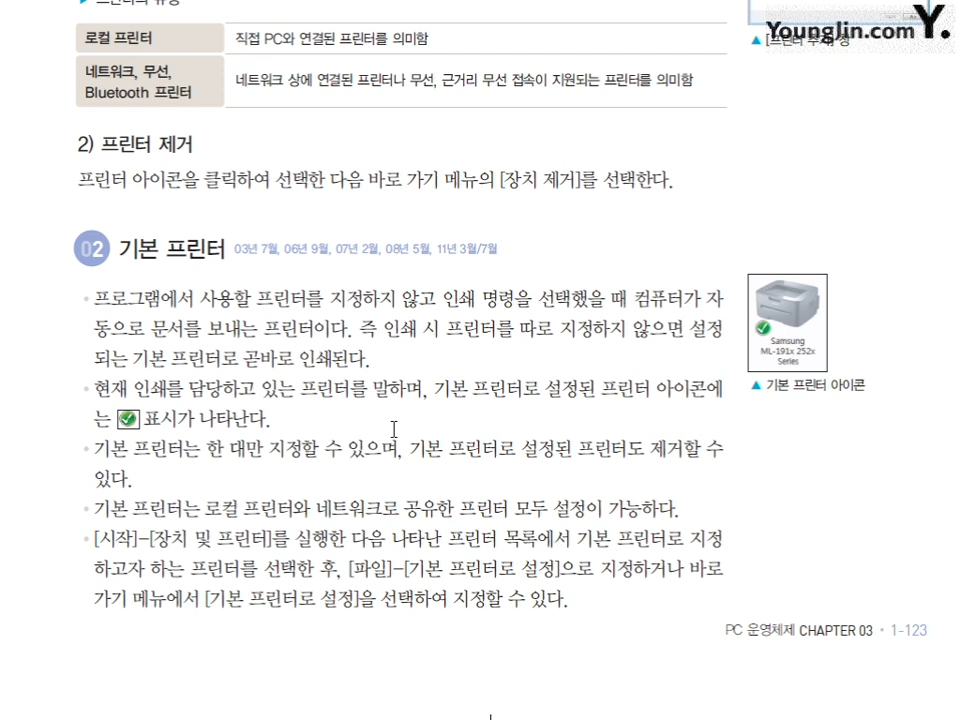 Youngjin.com Y.
로컬 프린터 직접 PC와 연결된 프린터를 의미함
네트워크, 무선,
Bluetooth 프린터
네트워크 상에 연결된 프린터나 무선, 근거리 무선 접속이 지원되는 프린터를 의미함
2) 프린터 제거
프린터 아이콘을 클릭하여 선택한 다음 바로 가기 메뉴의 [장치 제거]를 선택한다.
02 기본 프린터 03년 7월, 06년 9월, 07년 2월, 08년 5월, 11년 3월/7월
• 프로그램에서 사용할 프린터를 지정하지 않고 인쇄 명령을 선택했을 때 컴퓨터가 자
동으로 문서를 보내는 프린터이다. 즉 인쇄 시 프린터를 따로 지정하지 않으면 설정
되는 기본 프린터로 곧바로 인쇄된다.
• 현재 인쇄를 담당하고 있는 프린터를 말하며, 기본 프린터로 설정된 프린터 아이콘에
는 표시가 나타난다.
• 기본 프린터는 한 대만 지정할 수 있으며, 기본 프린터로 설정된 프린터도 제거할 수
있다.
• 기본 프린터는 로컬 프린터와 네트워크로 공유한 프린터 모두 설정이 가능하다.
• [시작]-[장치 및 프린터]를 실행한 다음 나타난 프린터 목록에서 기본 프린터로 지정
하고자 하는 프린터를 선택한 후, [파일]-[기본 프린터로 설정]으로 지정하거나 바로
가기 메뉴에서 [기본 프린터로 설정]을 선택하여 지정할 수 있다.
Samsung
ML-191x 252x
Series
▲ 기본 프린터 아이콘
PC 운영체제 CHAPTER 03 • 1-123